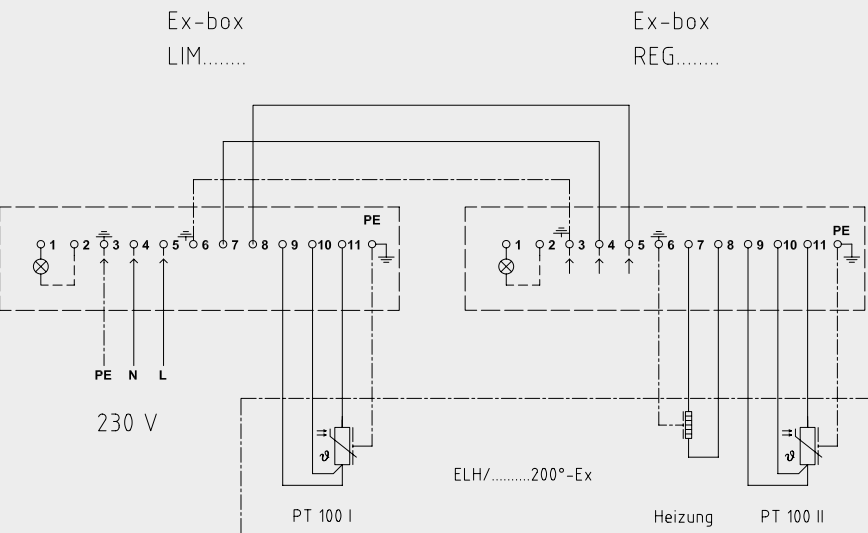 Ex-box
LIM........
Ex-box
REG........
PE
PE
1 2 3 4 5 6 7 8 9 10 11
1 2 3 4 5 6 7 8 9 10 11
PE N L
230 V
ϑ
ϑ
ELH/..........200°-Ex
PT 100 I
Heizung
PT 100 II